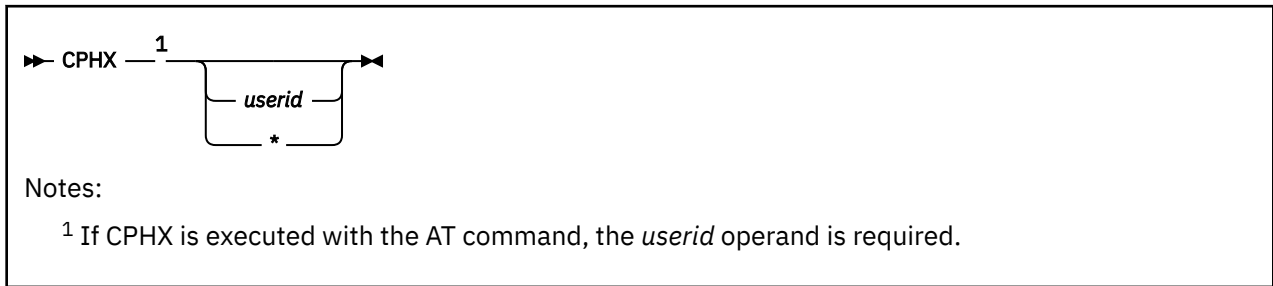 1
CPHX
userid
*
Notes:
1 If CPHX is executed with the AT command, the userid operand is required.